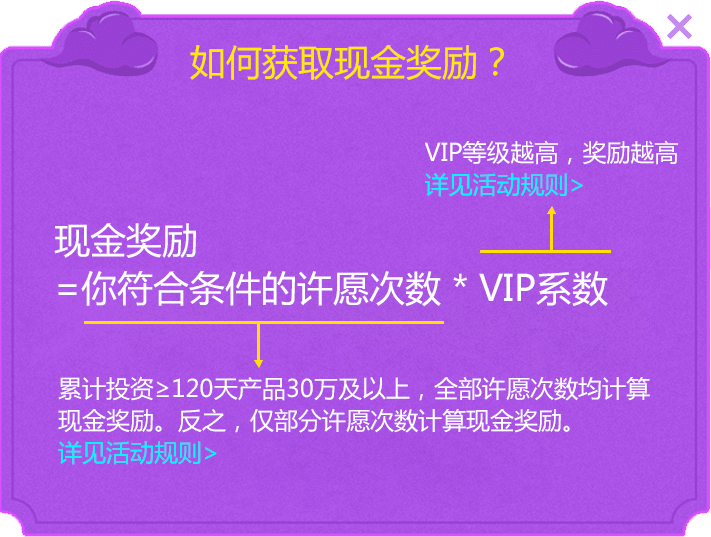 如何获取现金奖励？
VIP等级越高，奖励越高
详见活动规则>
现金奖励
=你符合条件的许愿次数 * VIP系数
累计投资≥120天产品30万及以上，全部许愿次数均计算
现金奖励。反之，仅部分许愿次数计算现金奖励。
详见活动规则>